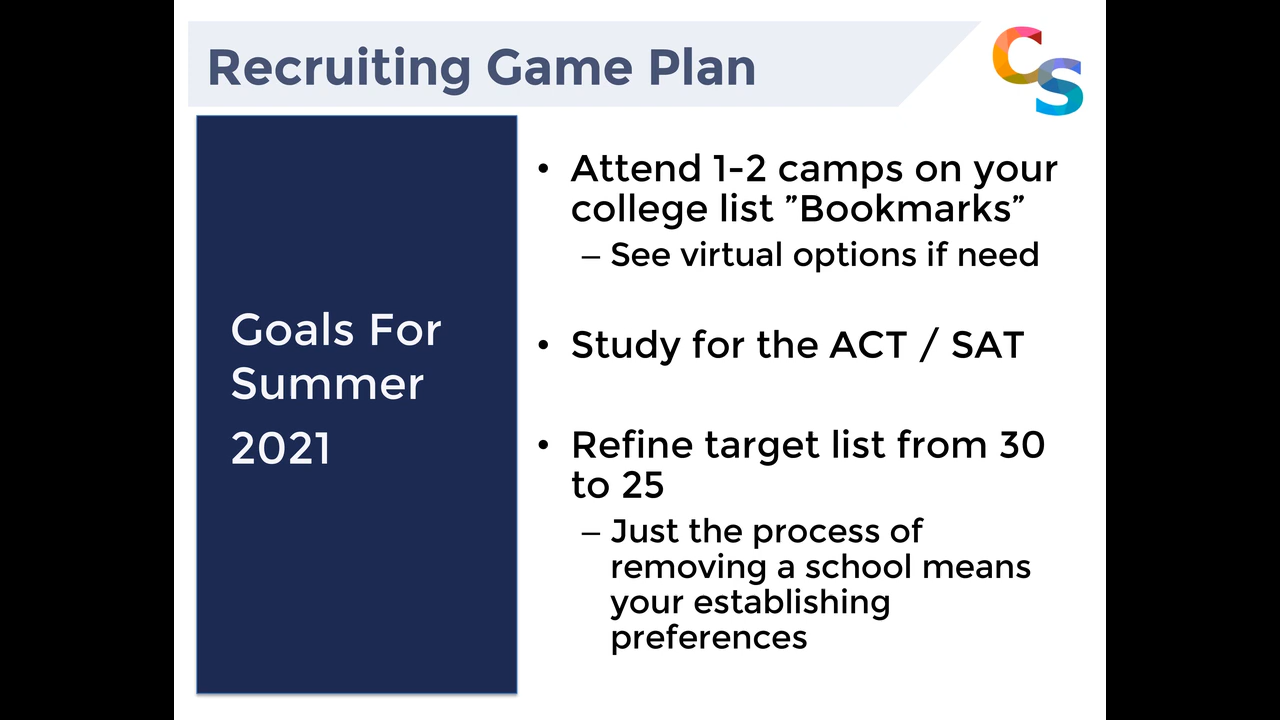 Recruiting Game Plan
CS
Goals For
Summer
2021
• Attend 1-2 camps on your
college list ”Bookmarks”
– See virtual options if need
• Study for the ACT / SAT
• Refine target list from 30
to 25
– Just the process of
removing a school means
your establishing
preferences